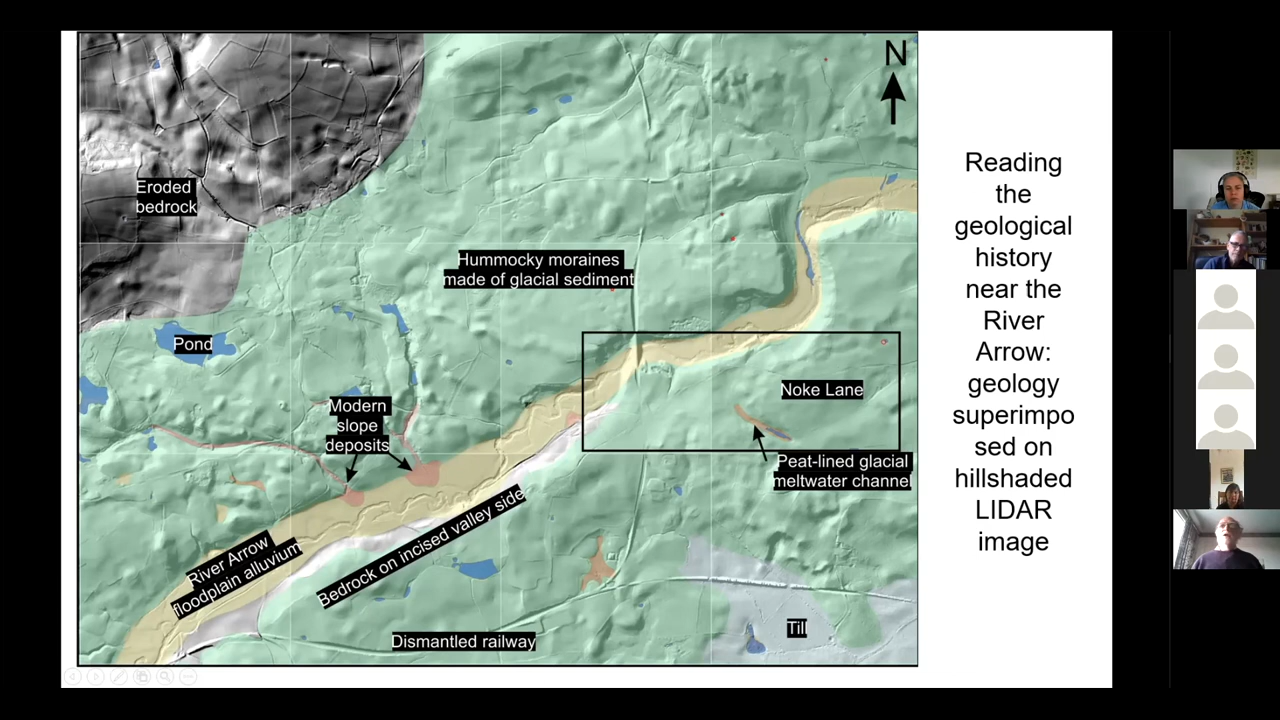 N
Eroded
bedrock
Hummocky moraines
made of glacial sediment
Pond
Noke Lane
Modern
slope
deposits
Peat-lined glacial
meltwater channel
River Arrow
floodplain alluvium
Bedrock on incised valley side
Dismantled railway
Till
Reading
the
geological
history
near the
River
Arrow:
geology
superimpo
sed on
hillshaded
LIDAR
image